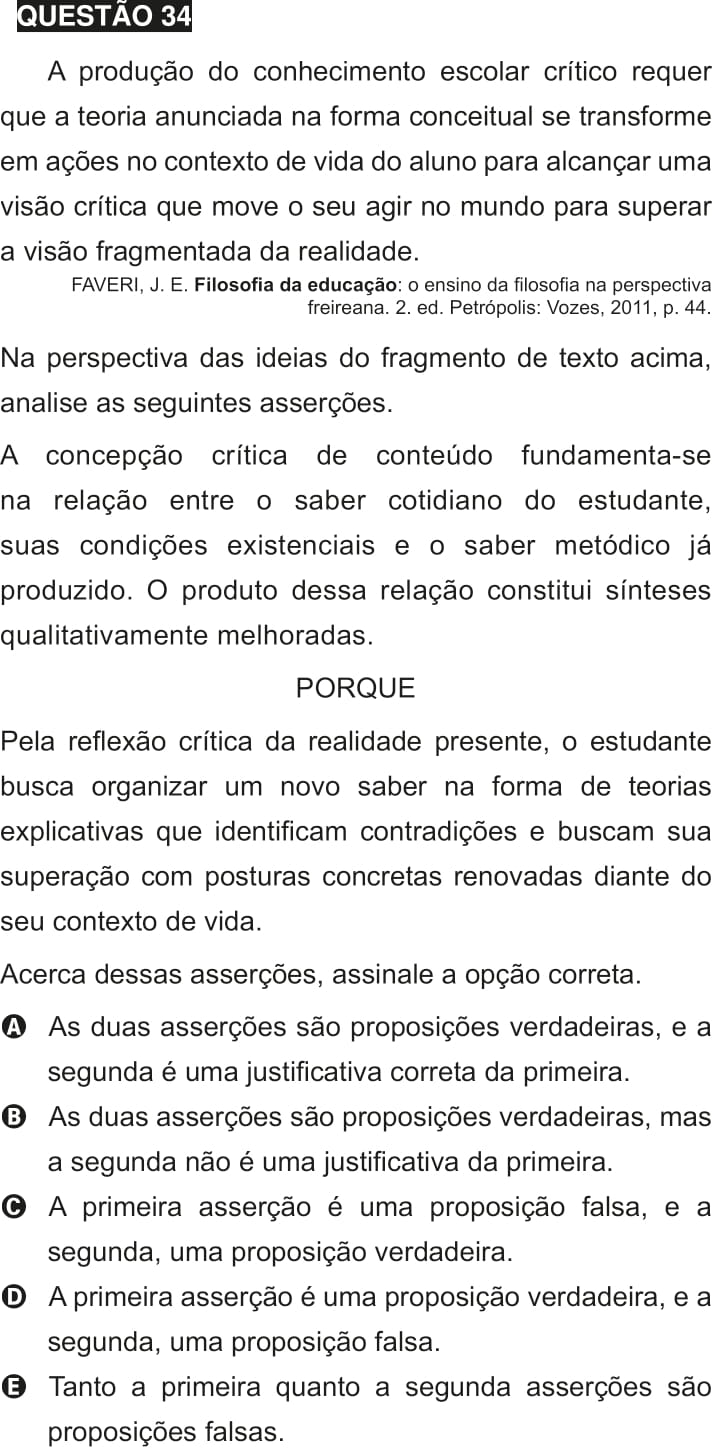 QUESTÃO 34
A produção do conhecimento escolar crítico requer
que a teoria anunciada na forma conceitual se transforme
em ações no contexto de vida do aluno para alcançar uma
visão crítica que move o seu agir no mundo para superar
a visão fragmentada da realidade.
FAVERI, J. E. Filosofia da educação: o ensino da filosofia na perspectiva
freireana. 2. ed. Petrópolis: Vozes, 2011, p. 44.
Na perspectiva das ideias do fragmento de texto acima,
analise as seguintes asserções.
A concepção crítica de conteúdo fundamenta-se
na relação entre o saber cotidiano do estudante,
suas condições existenciais e o saber metódico já
produzido. O produto dessa relação constitui sínteses
qualitativamente melhoradas.
PORQUE
Pela reflexão crítica da realidade presente, o estudante
busca organizar um novo saber na forma de teorias
explicativas que identificam contradições e buscam sua
superação com posturas concretas renovadas diante do
seu contexto de vida.
Acerca dessas asserções, assinale a opção correta.
A As duas asserções são proposições verdadeiras, e a
segunda é uma justificativa correta da primeira.
B As duas asserções são proposições verdadeiras, mas
a segunda não é uma justificativa da primeira.
C A primeira asserção é uma proposição falsa, e a
segunda, uma proposição verdadeira.
D A primeira asserção é uma proposição verdadeira, e a
segunda, uma proposição falsa.
E Tanto a primeira quanto a segunda asserções são
proposições falsas.